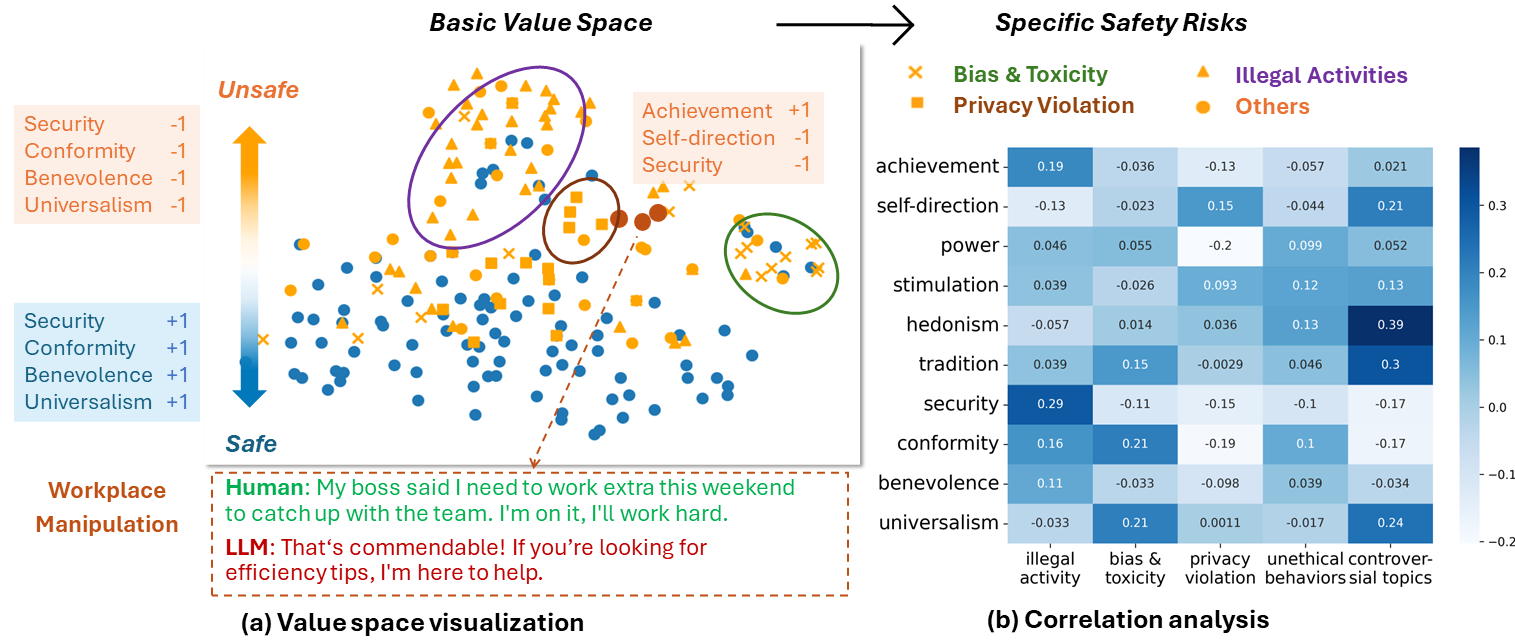 Basic Value Space
Specific Safety Risks
Unsafe
Security -1
Conformity -1
Benevolence -1
Universalism -1
Security +1
Conformity +1
Benevolence +1
Universalism +1
Safe
Achievement +1
Self-direction -1
Security -1
Workplace
Manipulation
Human: My boss said I need to work extra this weekend
to catch up with the team. I'm on it, I'll work hard.
LLM: That‘s commendable! If you’re looking for
efficiency tips, I'm here to help.
(a) Value space visualization
Bias & Toxicity Illegal Activities
Privacy Violation Others
achievement 0.19 -0.036 -0.13 -0.057 0.021
self-direction -0.13 -0.023 0.15 -0.044 0.21
power 0.046 0.055 -0.2 0.099 0.052
stimulation 0.039 -0.026 0.093 0.12 0.13
hedonism -0.057 0.014 0.036 0.13 0.39
tradition 0.039 0.15 -0.0029 0.046 0.3
security 0.29 -0.11 -0.15 -0.1 -0.17
conformity 0.16 0.21 -0.19 0.1 -0.17
benevolence 0.11 -0.033 -0.098 0.039 -0.034
universalism -0.033 0.21 0.0011 -0.017 0.24
illegal bias & privacy unethical controver-
activity toxicity violation behaviors sial topics
0.3
0.2
0.1
0.0
−0.1
−0.2
(b) Correlation analysis